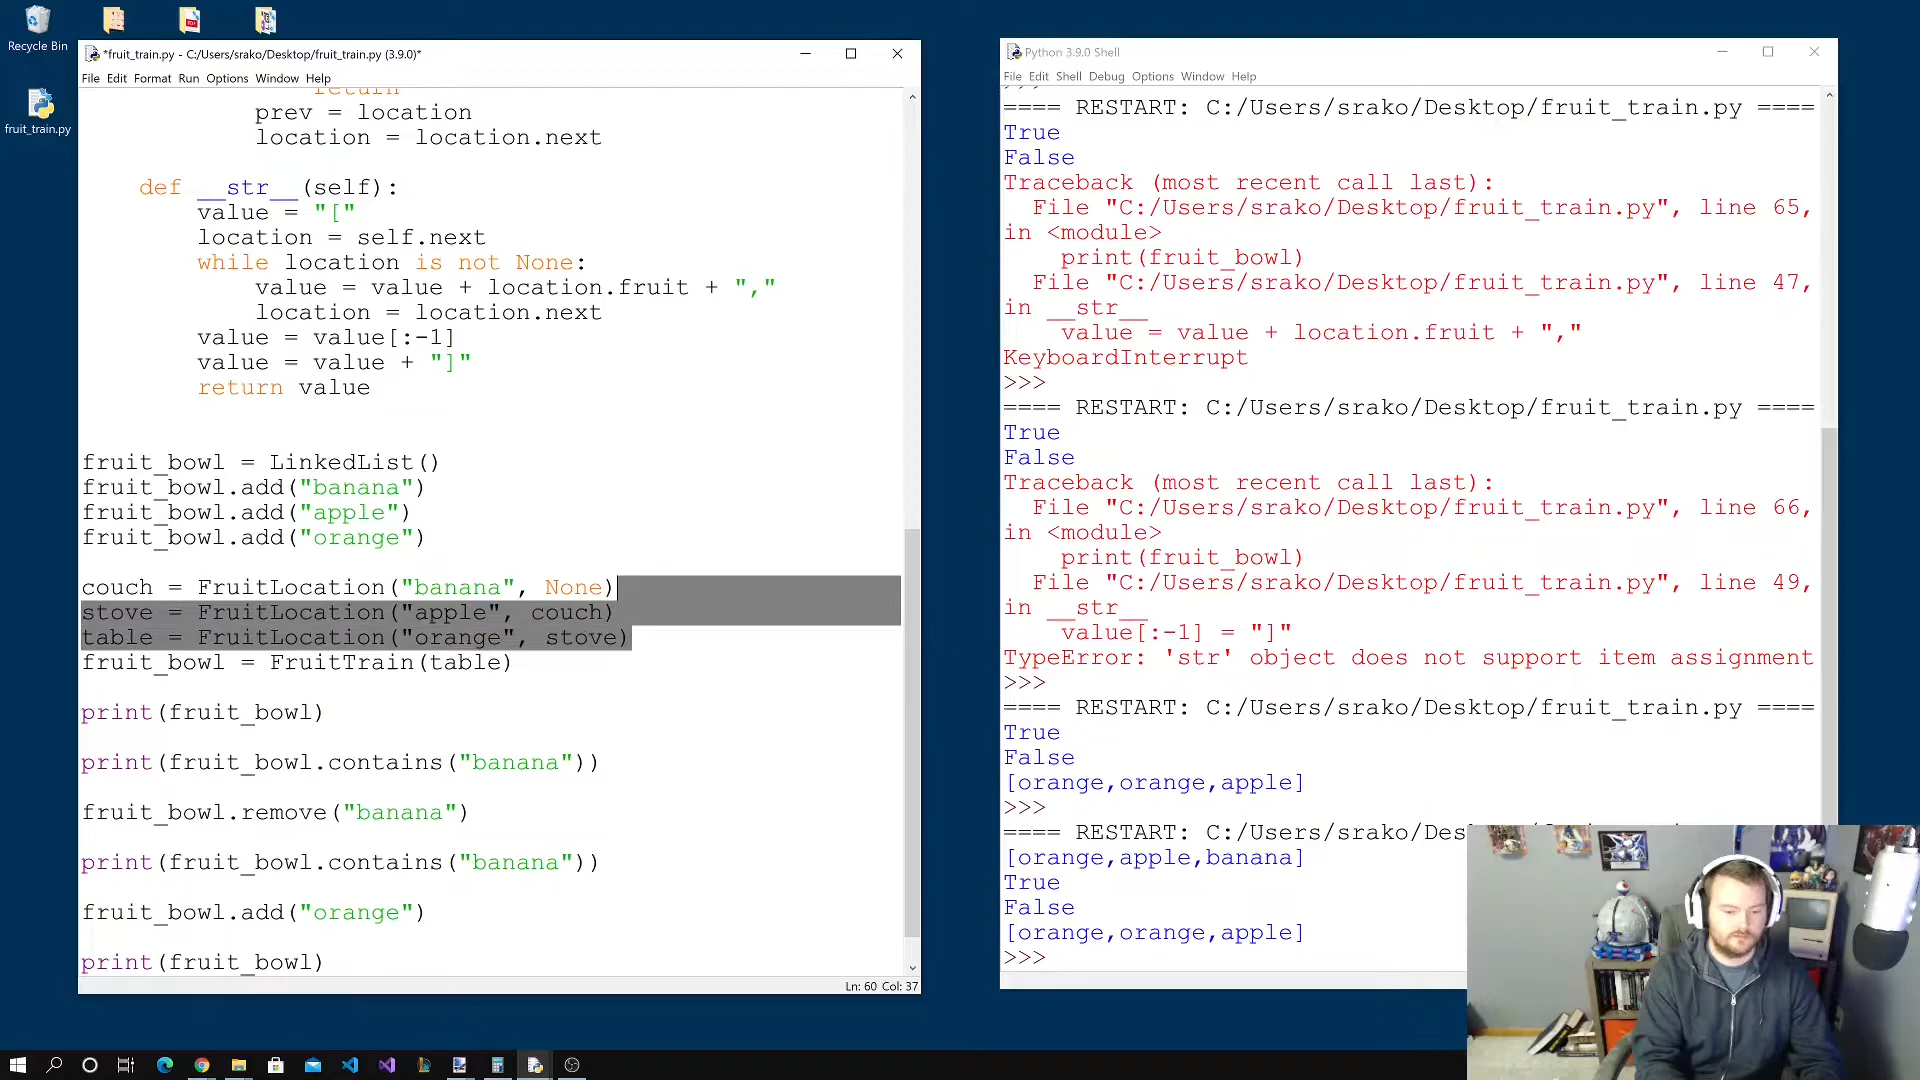 Recycle Bin
fruit_train.py
*fruit_train.py - C:/Users/srako/Desktop/fruit_train.py (3.9.0)*
File Edit Format Run Options Window Help
return
prev = location
location = location.next
def __str__(self):
value = "["
location = self.next
while location is not None:
value = value + location.fruit + ","
location = location.next
value = value[:-1]
value = value + "]"
return value
fruit_bowl = LinkedList()
fruit_bowl.add("banana")
fruit_bowl.add("apple")
fruit_bowl.add("orange")
couch = FruitLocation("banana", None)
stove = FruitLocation("apple", couch)
table = FruitLocation("orange", stove)
fruit_bowl = FruitTrain(table)
print(fruit_bowl)
print(fruit_bowl.contains("banana"))
fruit_bowl.remove("banana")
print(fruit_bowl.contains("banana"))
fruit_bowl.add("orange")
print(fruit_bowl)
Ln: 60 Col: 37
Python 3.9.0 Shell
File Edit Shell Debug Options Window Help
>>>
==== RESTART: C:/Users/srako/Desktop/fruit_train.py ====
True
False
Traceback (most recent call last):
File "C:/Users/srako/Desktop/fruit_train.py", line 65,
in <module>
print(fruit_bowl)
File "C:/Users/srako/Desktop/fruit_train.py", line 47,
in __str__
value = value + location.fruit + ","
KeyboardInterrupt
>>>
==== RESTART: C:/Users/srako/Desktop/fruit_train.py ====
True
False
Traceback (most recent call last):
File "C:/Users/srako/Desktop/fruit_train.py", line 66,
in <module>
print(fruit_bowl)
File "C:/Users/srako/Desktop/fruit_train.py", line 49,
in __str__
value[:-1] = "]"
TypeError: 'str' object does not support item assignment
>>>
==== RESTART: C:/Users/srako/Desktop/fruit_train.py ====
True
False
[orange,orange,apple]
>>>
==== RESTART: C:/Users/srako/Des
[orange,apple,banana]
True
False
[orange,orange,apple]
>>>